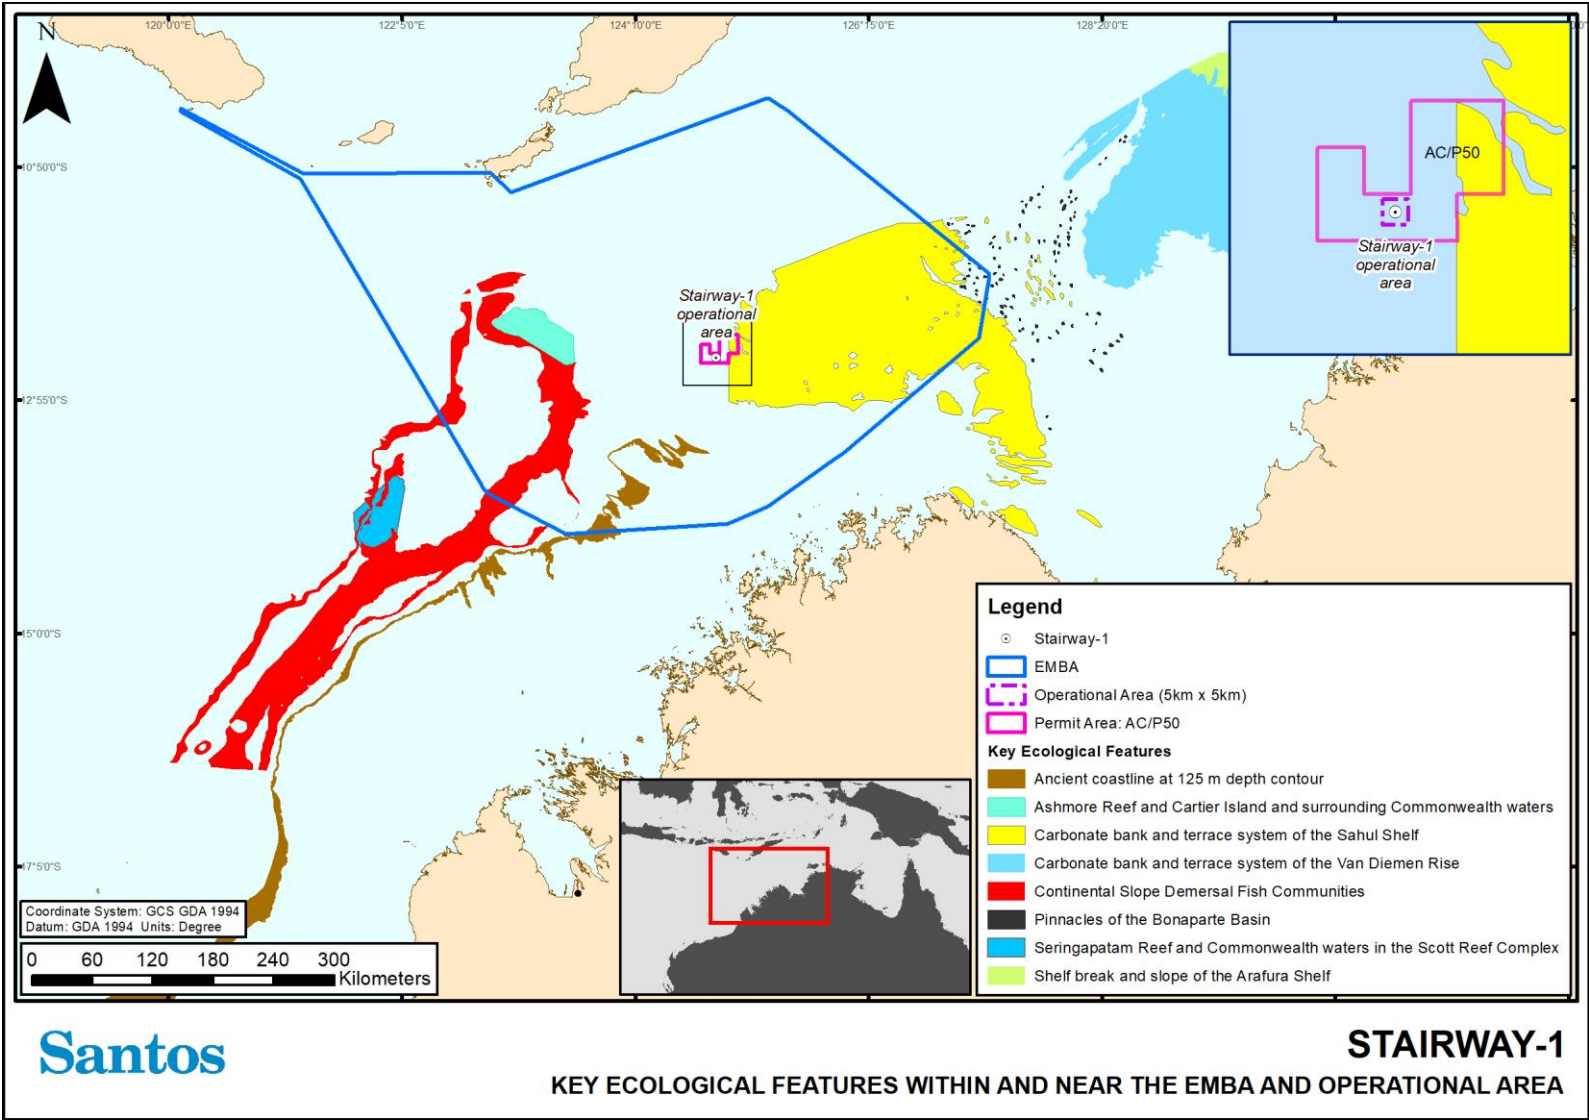 120°0'0"E 122°5'0"E 124°10'0"E 126°15'0"E 128°20'0"E
N
10°50'0"S
12°55'0"S
15°0'0"S
17°5'0"S
Stairway-1
operational
area
AC/P50
Stairway-1
operational
area
Legend
Stairway-1
EMBA
Operational Area (5km x 5km)
Permit Area: AC/P50
Key Ecological Features
Ancient coastline at 125 m depth contour
Ashmore Reef and Cartier Island and surrounding Commonwealth waters
Carbonate bank and terrace system of the Sahul Shelf
Carbonate bank and terrace system of the Van Diemen Rise
Continental Slope Demersal Fish Communities
Pinnacles of the Bonaparte Basin
Seringapatam Reef and Commonwealth waters in the Scott Reef Complex
Shelf break and slope of the Arafura Shelf
Coordinate System: GCS GDA 1994
Datum: GDA 1994 Units: Degree
0 60 120 180 240 300
Kilometers
Santos
STAIRWAY-1
KEY ECOLOGICAL FEATURES WITHIN AND NEAR THE EMBA AND OPERATIONAL AREA